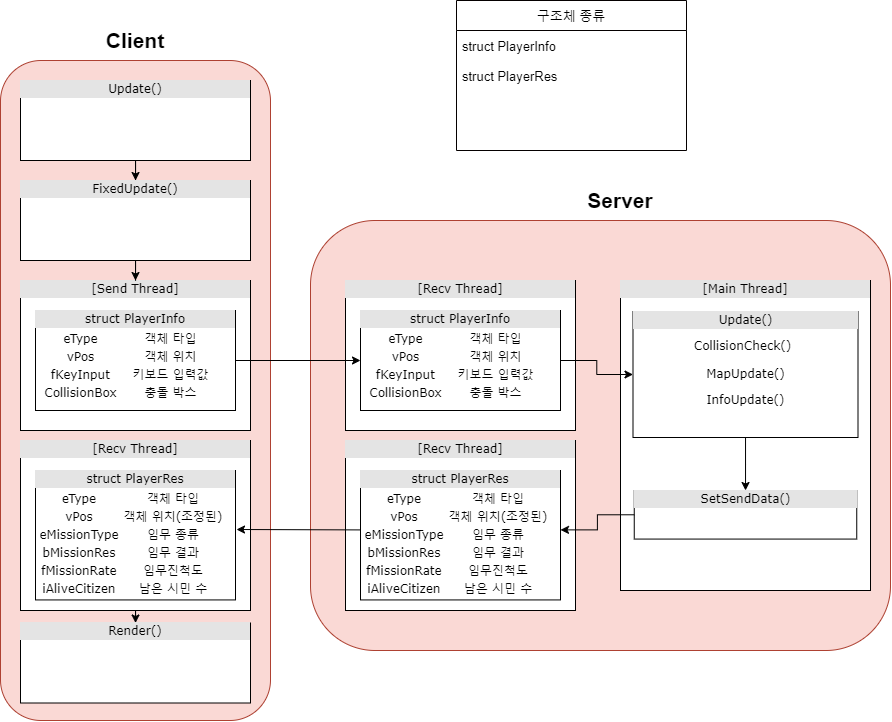 구조체 종류
struct PlayerInfo
struct PlayerRes
Client
Update()
FixedUpdate()
[Send Thread]
struct PlayerInfo
eType 객체 타입
vPos 객체 위치
fKeyInput 키보드 입력값
CollisionBox 충돌 박스
[Recv Thread]
struct PlayerRes
eType 객체 타입
vPos 객체 위치(조정된)
eMissionType 임무 종류
bMissionRes 임무 결과
fMissionRate 임무진척도
iAliveCitizen 남은 시민 수
Render()
Server
[Recv Thread]
struct PlayerInfo
eType 객체 타입
vPos 객체 위치
fKeyInput 키보드 입력값
CollisionBox 충돌 박스
[Recv Thread]
struct PlayerRes
eType 객체 타입
vPos 객체 위치(조정된)
eMissionType 임무 종류
bMissionRes 임무 결과
fMissionRate 임무진척도
iAliveCitizen 남은 시민 수
[Main Thread]
Update()
CollisionCheck()
MapUpdate()
InfoUpdate()
SetSendData()